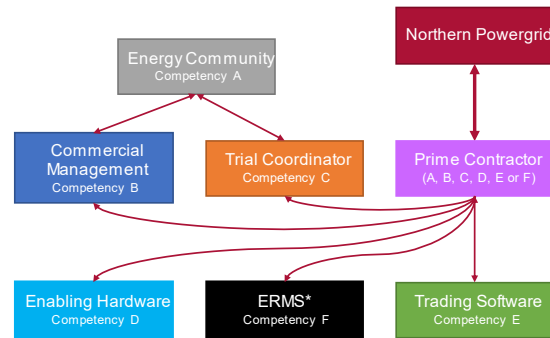 Northern Powergrid
Energy Community
Competency A
Commercial
Management
Competency B
Trial Coordinator
Competency C
Prime Contractor
(A, B, C, D, E or F)
Enabling Hardware
Competency D
ERMS*
Competency F
Trading Software
Competency E